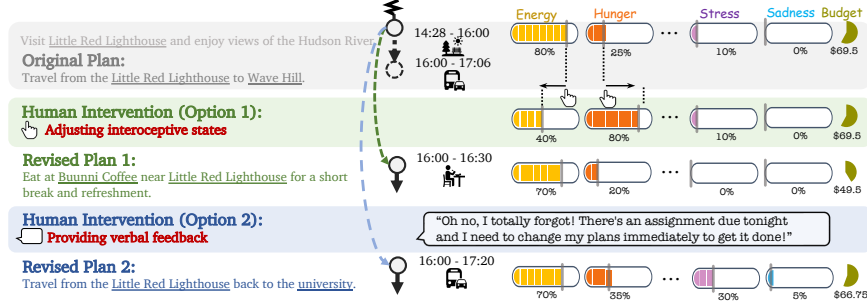 Energy Hunger Stress Sadness Budget
Visit Little Red Lighthouse and enjoy views of the Hudson River.
14:28 - 16:00
80% 25% ... 10% 0% $69.5
Original Plan:
16:00 - 17:06
Travel from the Little Red Lighthouse to Wave Hill.
Human Intervention (Option 1):
Adjusting interoceptive states
40% 80% ... 10% 0% $69.5
Revised Plan 1:
16:00 - 16:30
Eat at Buunni Coffee near Little Red Lighthouse for a short
break and refreshment.
70% 20% ... 0% 0% $49.5
Human Intervention (Option 2):
Providing verbal feedback
“Oh no, I totally forgot! There's an assignment due tonight
and I need to change my plans immediately to get it done!”
Revised Plan 2:
16:00 - 17:20
Travel from the Little Red Lighthouse back to the university.
70% 35% ... 30% 5% $66.75